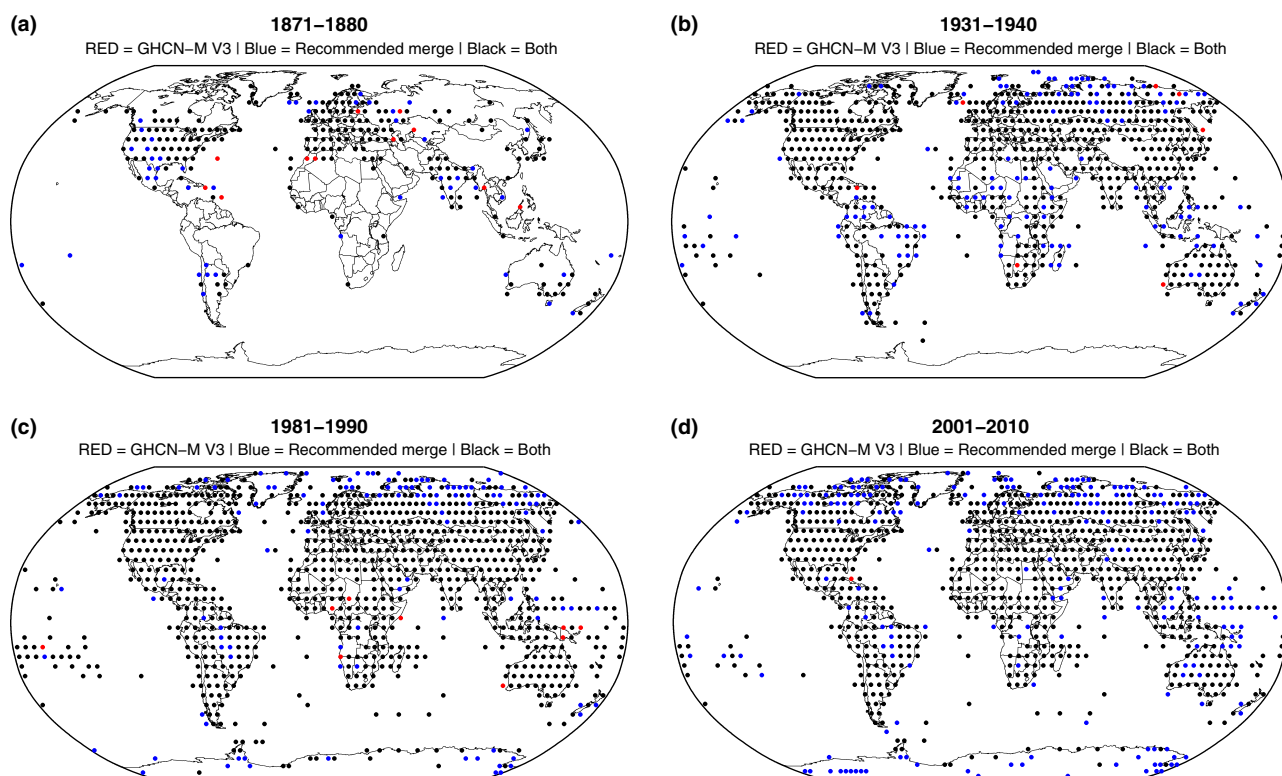 (a)
1871−1880
RED = GHCN−M V3 | Blue = Recommended merge | Black = Both
(b)
1931−1940
RED = GHCN−M V3 | Blue = Recommended merge | Black = Both
(c)
1981−1990
RED = GHCN−M V3 | Blue = Recommended merge | Black = Both
(d)
2001−2010
RED = GHCN−M V3 | Blue = Recommended merge | Black = Both